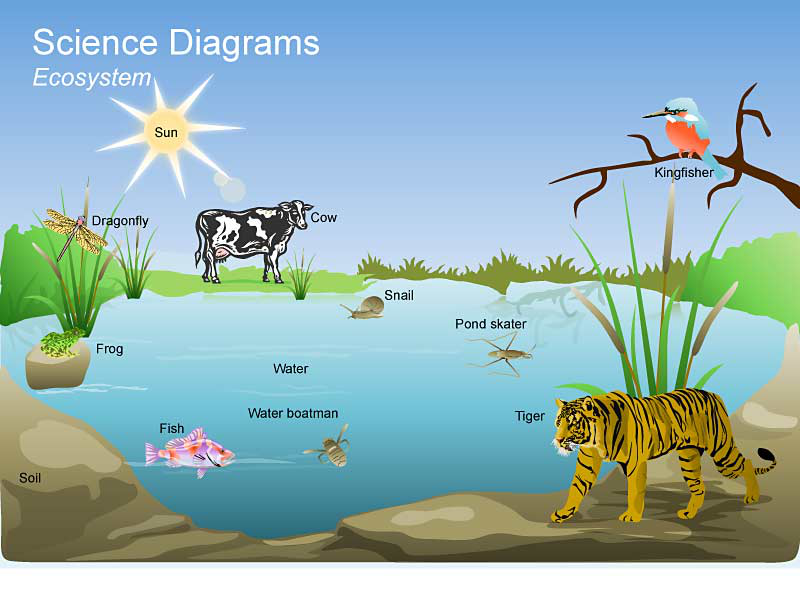 Science Diagrams
Ecosystem
Sun
Kingfisher
Dragonfly
Cow
Snail
Pond skater
Frog
Water
Water boatman
Tiger
Fish
Soil